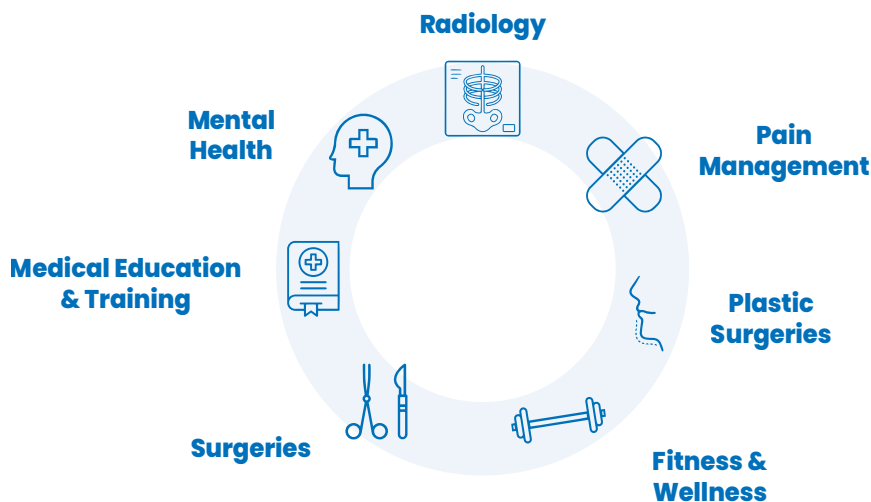 Radiology
Mental
Health
Pain
Management
Medical Education
& Training
Plastic
Surgeries
Surgeries
Fitness &
Wellness